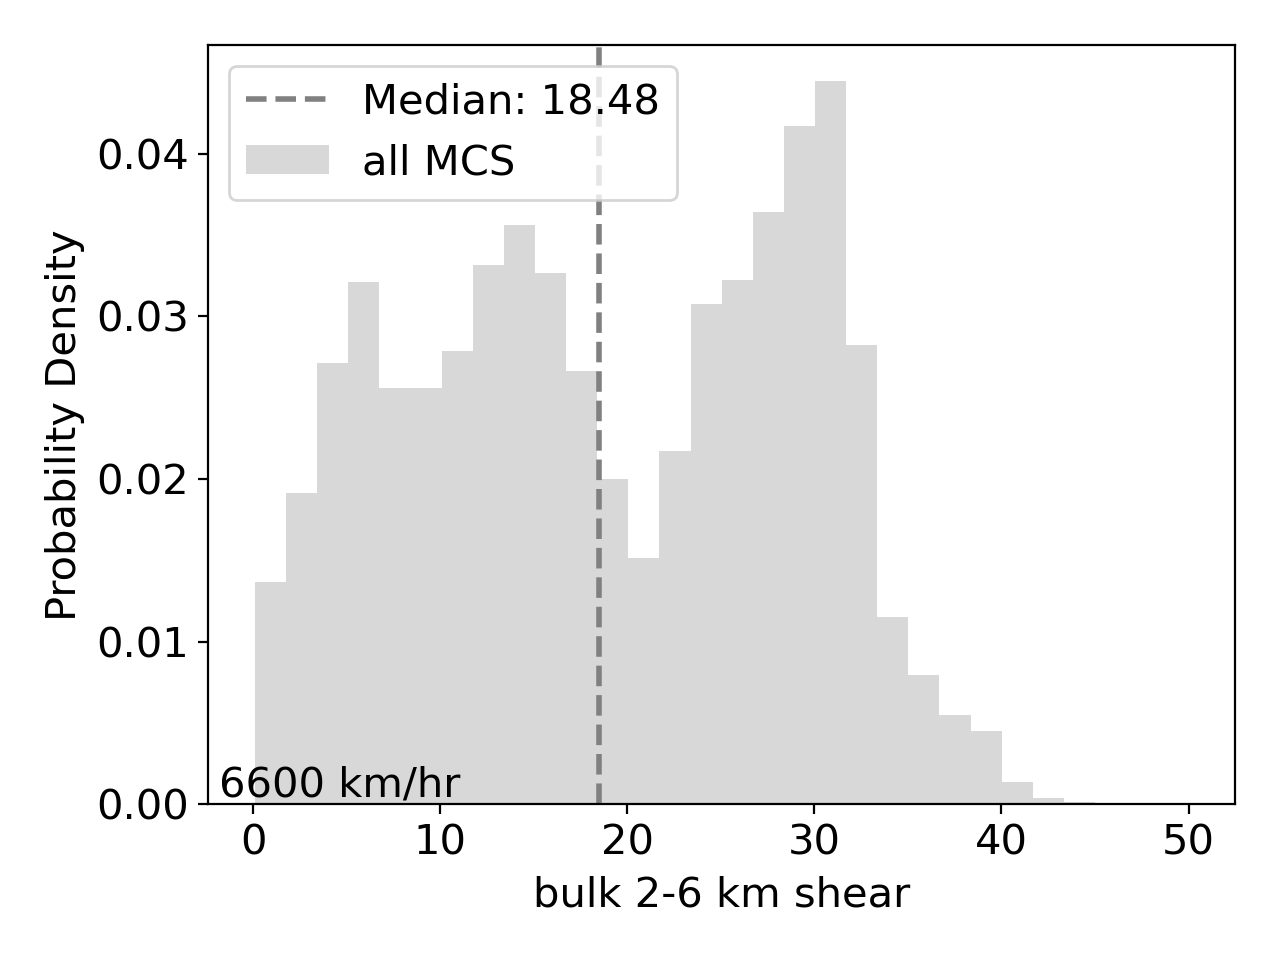 Median: 18.48
all MCS
0.04
0.03
0.02
0.01
0.00
Probability Density
6600 km/hr
0 10 20 30 40 50
bulk 2-6 km shear